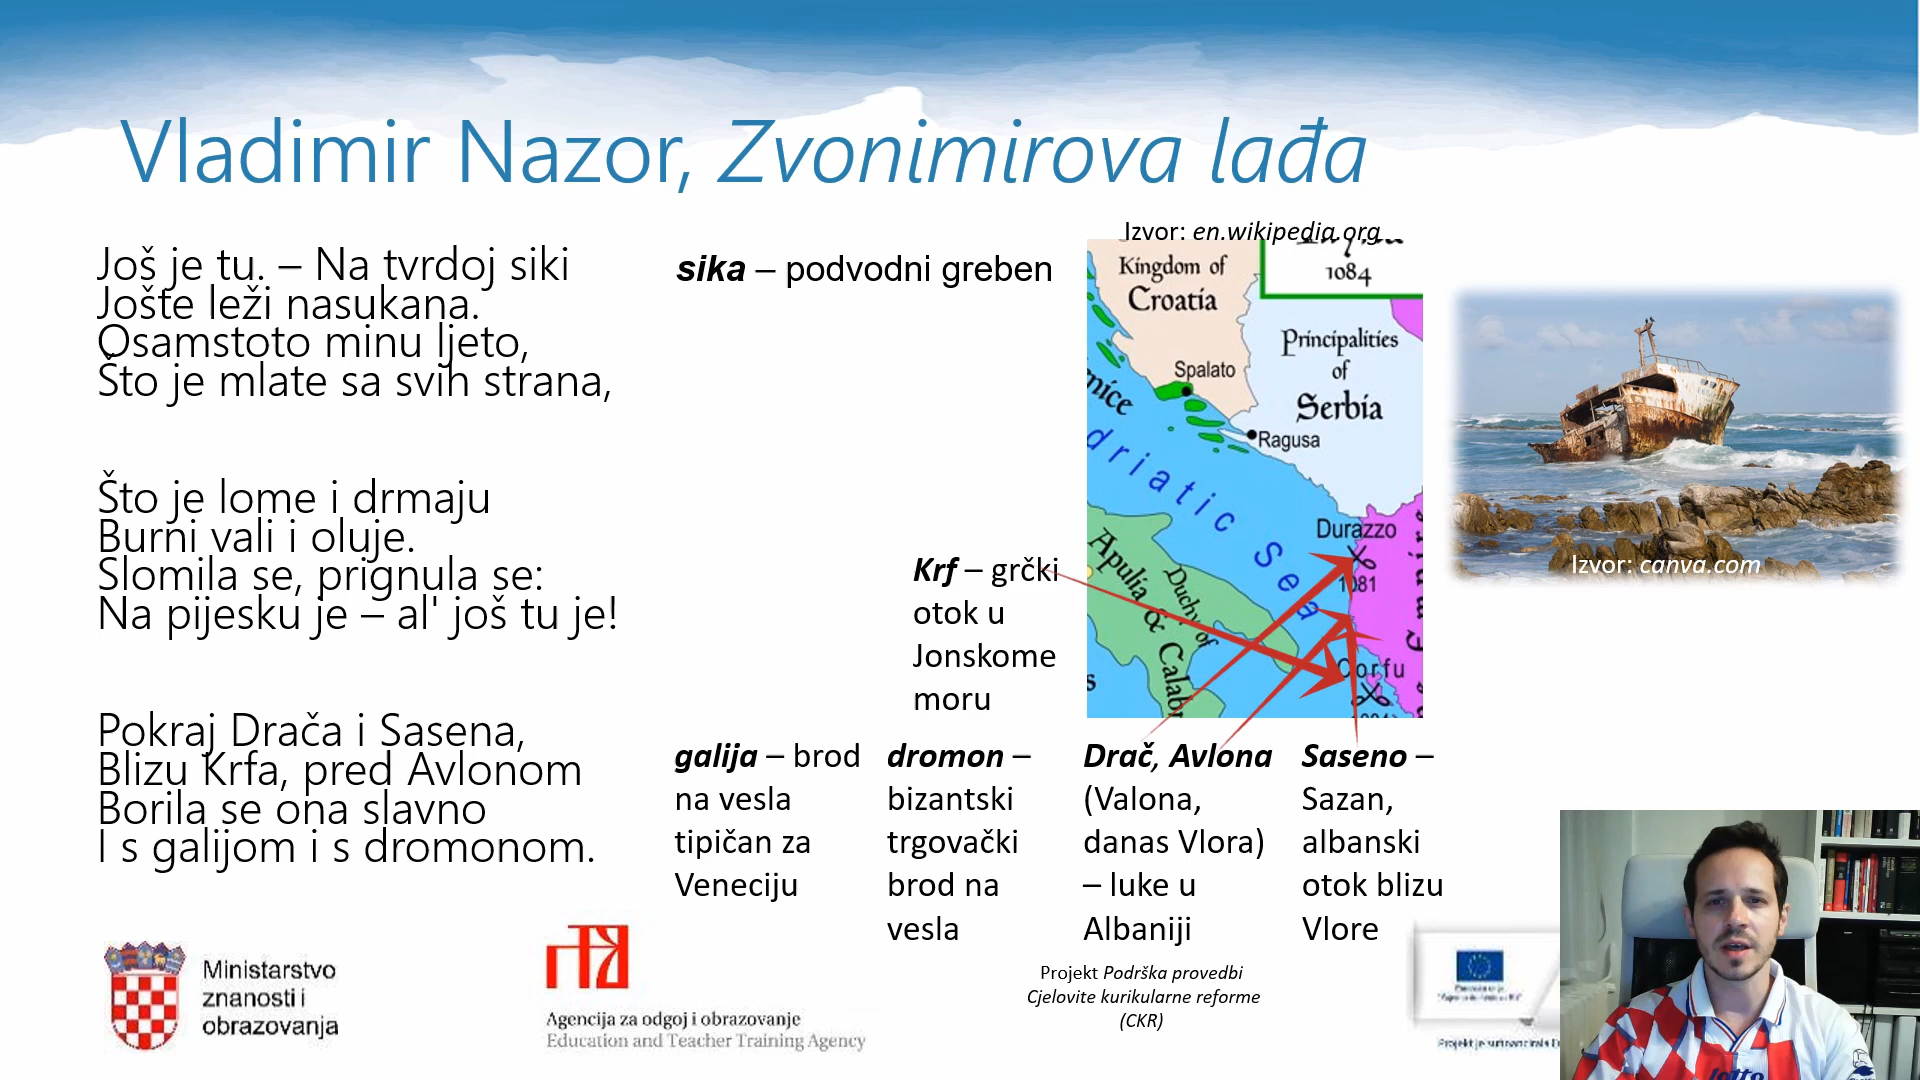 Vladimir Nazor, Zvonimirova lađa
Još je tu. – Na tvrdoj siki
Jošte leži nasukana.
Osamstoto minu ljeto,
Što je mlate sa svih strana,
Što je lome i drmaju
Burni vali i oluje.
Slomila se, prignula se:
Na pijesku je – al' još tu je!
Pokraj Drača i Sasena,
Blizu Krfa, pred Avlonom
Borila se ona slavno
I s galijom i s dromonom.
sika – podvodni greben
Krf – grčki
otok u
Jonskome
moru
Izvor: en.wikipedia.org
1084
Kingdom of
Croatia
Principalities
of
Serbia
Spalato
Ragusa
Adriatic Sea
Durazzo
1081
Apulia &
Duchy of
Corfu
Izvor: canva.com
galija – brod
na vesla
tipičan za
Veneciju
dromon –
bizantski
trgovački
brod na
vesla
Drač, Avlona
(Valona,
danas Vlora)
– luke u
Albaniji
Saseno –
Sazan,
albanski
otok blizu
Vlore
Ministarstvo
znanosti i
obrazovanja
Agencija za odgoj i obrazovanje
Education and Teacher Training Agency
Projekt Podrška provedbi
Cjelovite kurikularne reforme
(CKR)
Projekt je sufinancirala
lotto